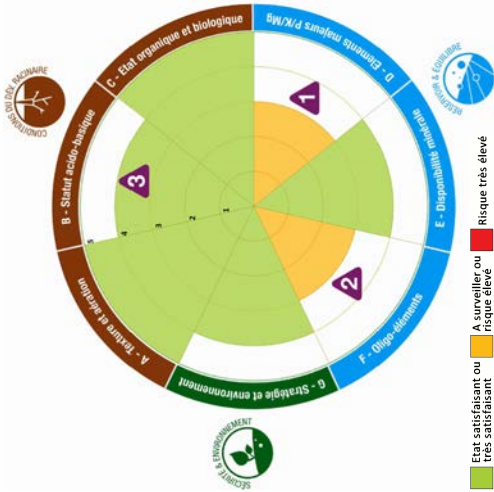 CONDITIONS DU DÉV. RACINAIRE
A - Texture et aération
B - Statut acido-basique
C - Etat organique et biologique
D - Eléments majeurs P/K/Mg
E - Disponibilité minérale
F - Oligo-éléments
G - Stratégie et environnement
RÉSERVOIR & ÉQUILIBRE
SÉCURITÉ & ENVIRONNEMENT
5
4
3
2
1
1
2
3
Etat satisfaisant ou
très satisfaisant
A surveiller ou
risque élevé
Risque très élevé